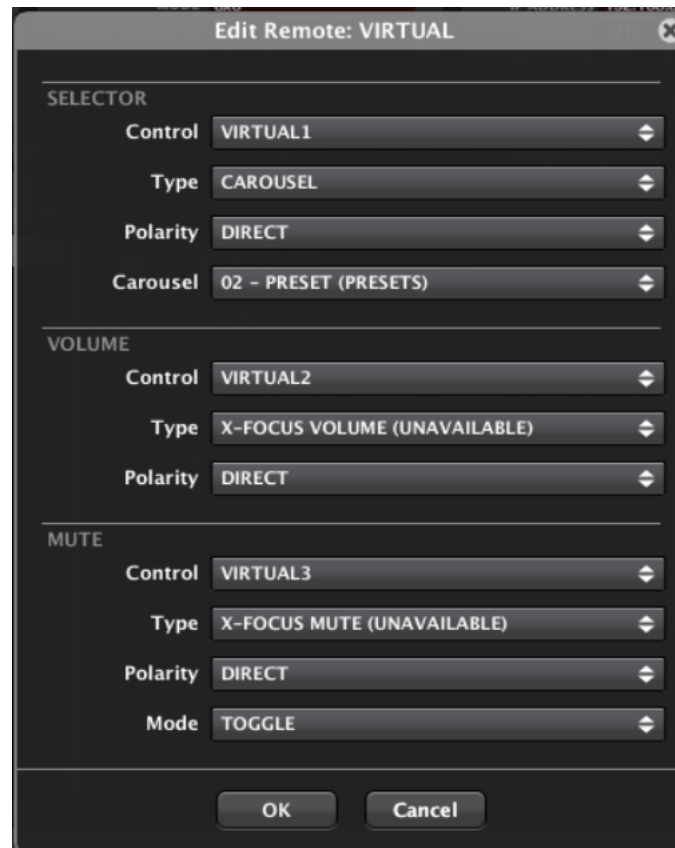 Edit Remote: VIRTUAL
SELECTOR
Control VIRTUAL1
Type CAROUSEL
Polarity DIRECT
Carousel 02 - PRESET (PRESETS)
VOLUME
Control VIRTUAL2
Type X-FOCUS VOLUME (UNAVAILABLE)
Polarity DIRECT
MUTE
Control VIRTUAL3
Type X-FOCUS MUTE (UNAVAILABLE)
Polarity DIRECT
Mode TOGGLE
OK Cancel